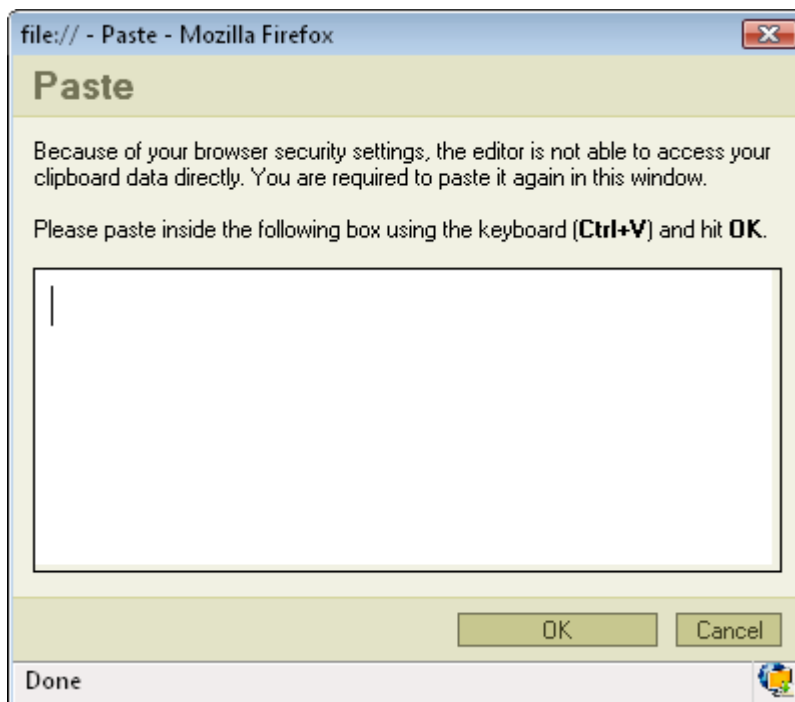 file:// - Paste - Mozilla Firefox
Paste
Because of your browser security settings, the editor is not able to access your
clipboard data directly. You are required to paste it again in this window.
Please paste inside the following box using the keyboard (Ctrl+V) and hit OK.
OK Cancel
Done